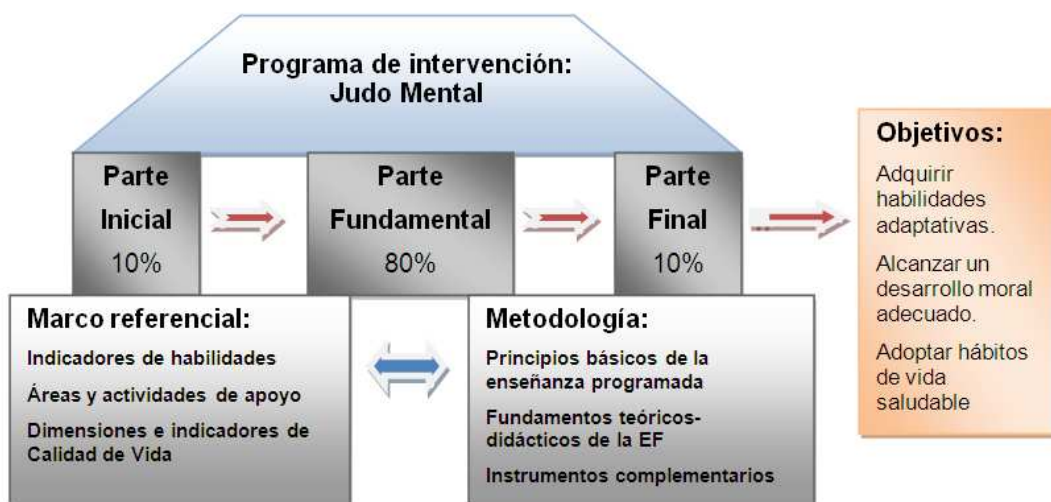 Programa de intervención:
Judo Mental
Parte
Inicial
10%
Parte
Fundamental
80%
Parte
Final
10%
Marco referencial:
Indicadores de habilidades
Áreas y actividades de apoyo
Dimensiones e indicadores de
Calidad de Vida
Metodología:
Principios básicos de la
enseñanza programada
Fundamentos teóricos-
didácticos de la EF
Instrumentos complementarios
Objetivos:
Adquirir
habilidades
adaptativas.
Alcanzar un
desarrollo moral
adecuado.
Adoptar hábitos
de vida
saludable